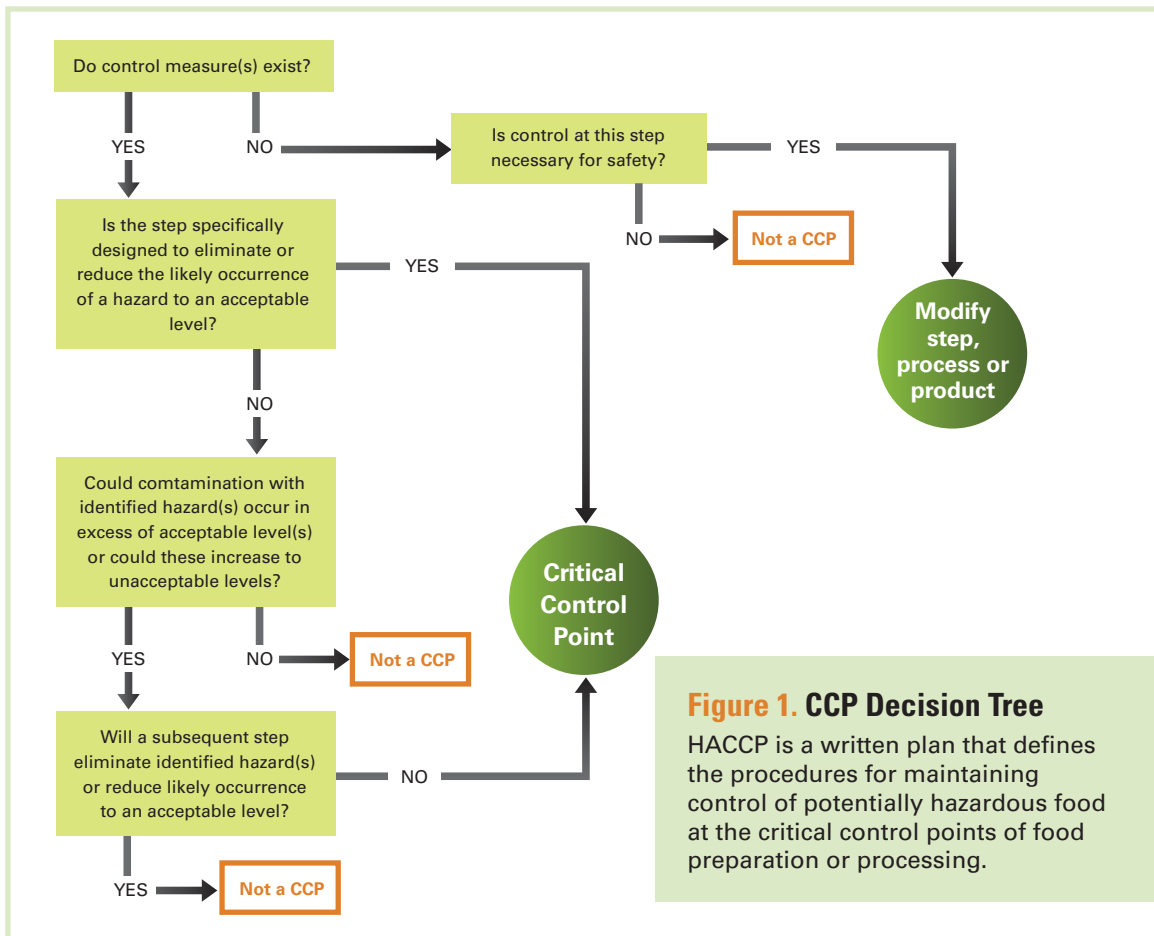 Do control measure(s) exist?
YES
NO
Is control at this step
necessary for safety?
YES
NO
Not a CCP
Modify
step,
process or
product
Is the step specifically
designed to eliminate or
reduce the likely occurrence
of a hazard to an acceptable
level?
YES
NO
Could comtamination with
identified hazard(s) occur in
excess of acceptable level(s)
or could these increase to
unacceptable levels?
YES
NO
Not a CCP
Critical
Control
Point
Will a subsequent step
eliminate identified hazard(s)
or reduce likely occurrence
to an acceptable level?
NO
YES
Not a CCP
Figure 1. CCP Decision Tree
HACCP is a written plan that defines
the procedures for maintaining
control of potentially hazardous food
at the critical control points of food
preparation or processing.